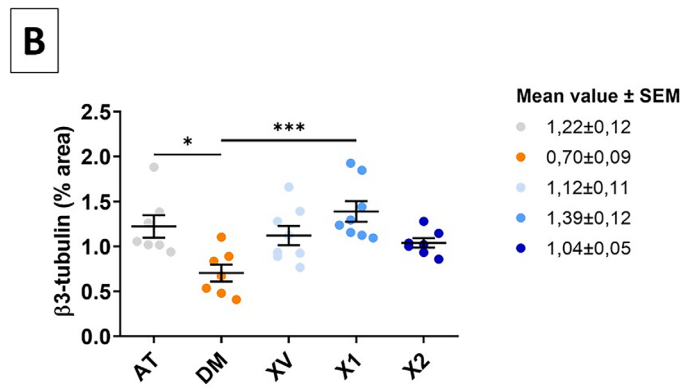 B
Mean value ± SEM
1,22±0,12
0,70±0,09
1,12±0,11
1,39±0,12
1,04±0,05
β3-tubulin (% area)
2.5
2.0
1.5
1.0
0.5
0.0
*
***
AT
DM
XV
X1
X2